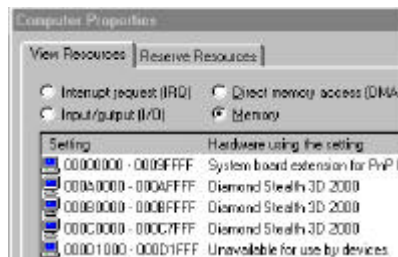 Computer Properties
View Resources Reserve Resources
Interrupt request (IRQ) Direct memory access (DMA
Input/output (I/O) Memory
Setting Hardware using the setting
00000000 - 0009FFFF System board extension for PnP
000A0000 - 000AFFFF Diamond Stealth 3D 2000
000B0000 - 000BFFFF Diamond Stealth 3D 2000
000C0000 - 000C7FFF Diamond Stealth 3D 2000
000D1000 - 000D1FFF Unavailable for use by devices.